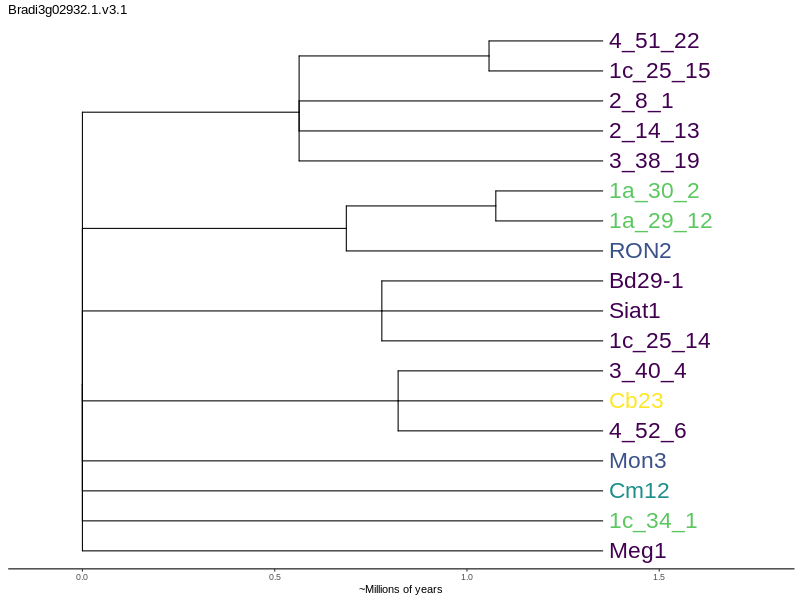 Bradi3g02932.1.v3.1
4_51_22
1c_25_15
2_8_1
2_14_13
3_38_19
1a_30_2
1a_29_12
RON2
Bd29-1
Siat1
1c_25_14
3_40_4
Cb23
4_52_6
Mon3
Cm12
1c_34_1
Meg1
0.0 0.5 1.0 1.5
~Millions of years